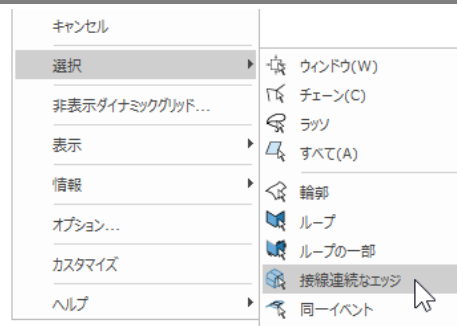 キャンセル
選択
非表示ダイナミックグリッド...
表示
情報
オプション...
カスタマイズ
ヘルプ
ウィンドウ(W)
チェーン(C)
ラッソ
すべて(A)
輪郭
ループ
ループの一部
接線連続なエッジ
同一イベント